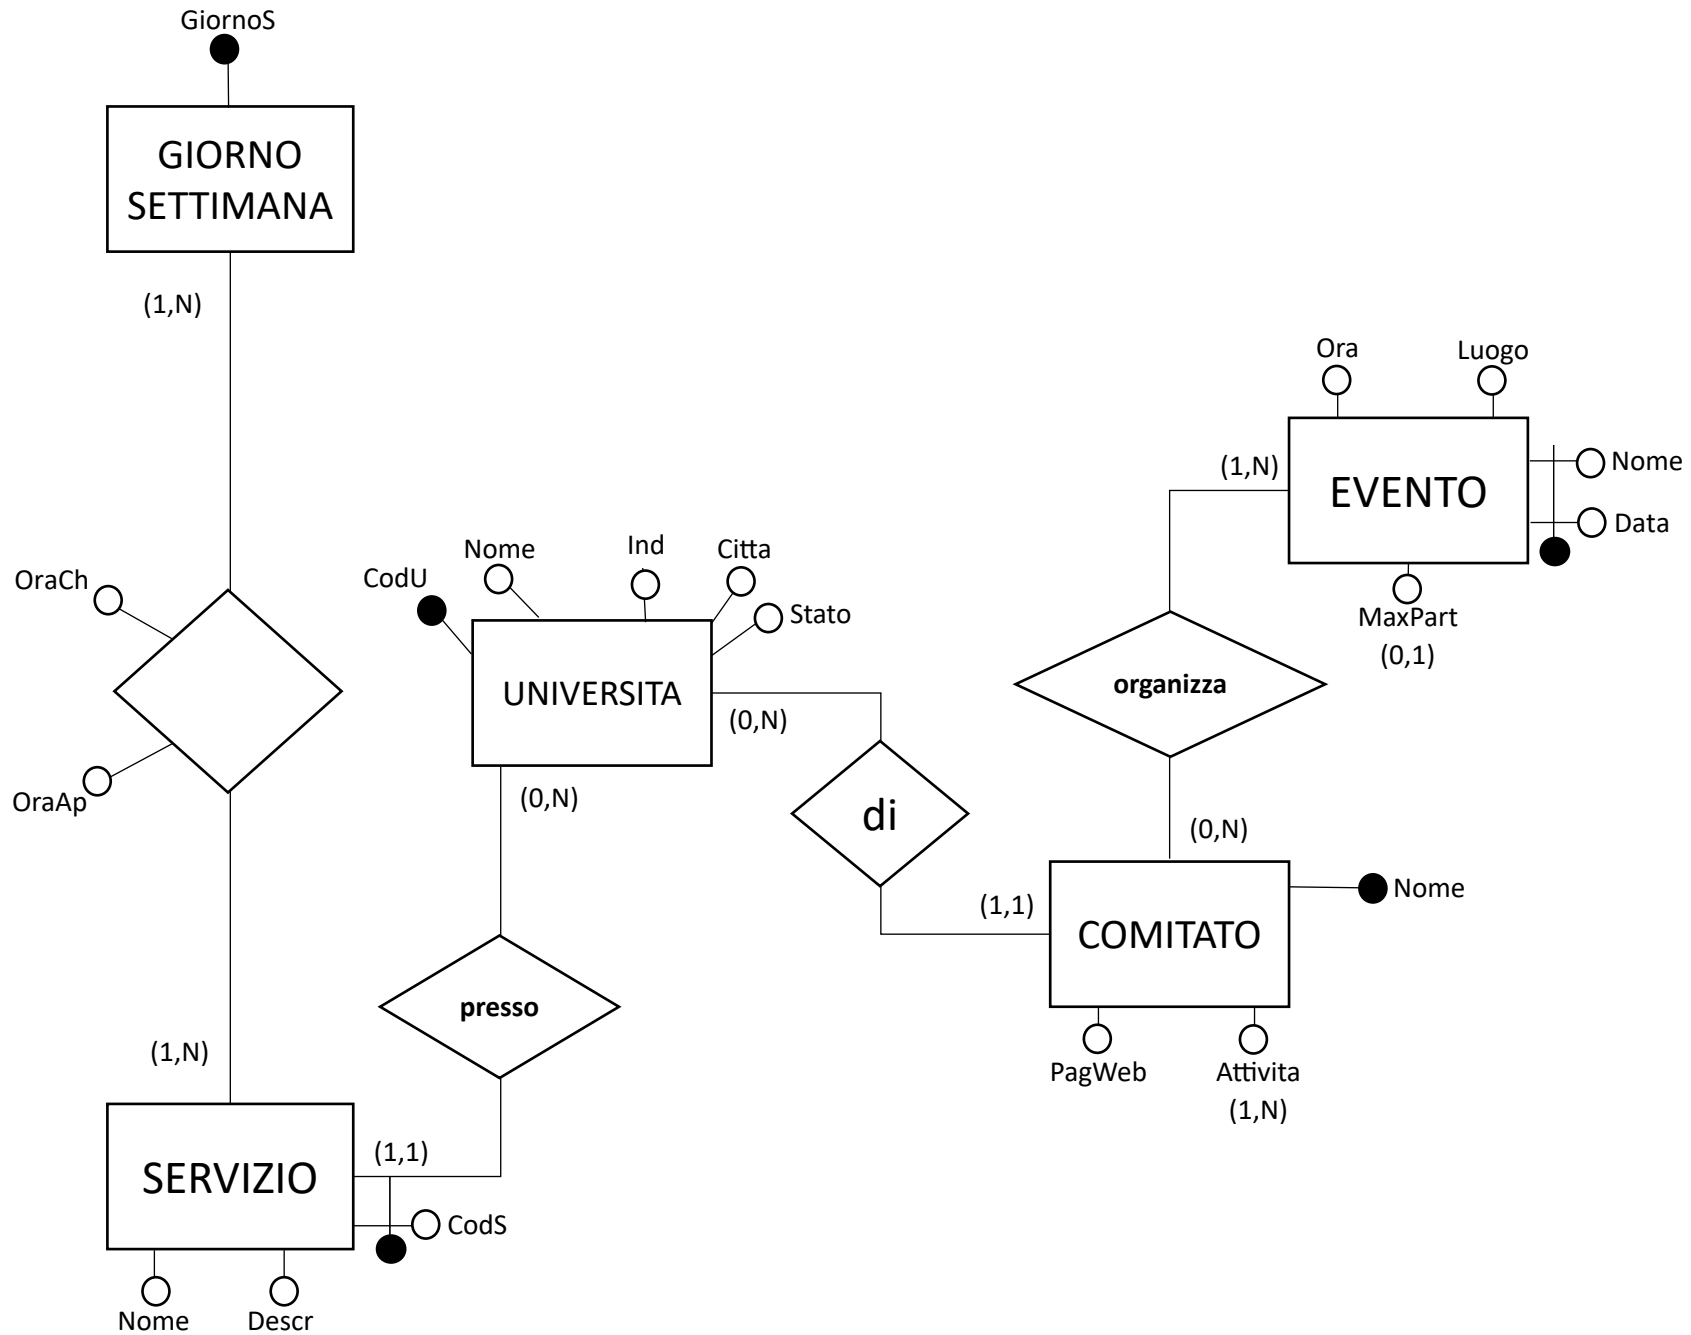 GiornoS
GIORNO
SETTIMANA
(1,N)
OraCh
OraAp
(1,N)
SERVIZIO
(1,1)
CodS
Nome
Descr
CodU
Nome
Ind
Citta
Stato
UNIVERSITA
(0,N)
(0,N)
presso
di
(1,1)
Ora
Luogo
(1,N)
EVENTO
Nome
Data
MaxPart
(0,1)
organizza
(0,N)
COMITATO
Nome
PagWeb
Attivita
(1,N)